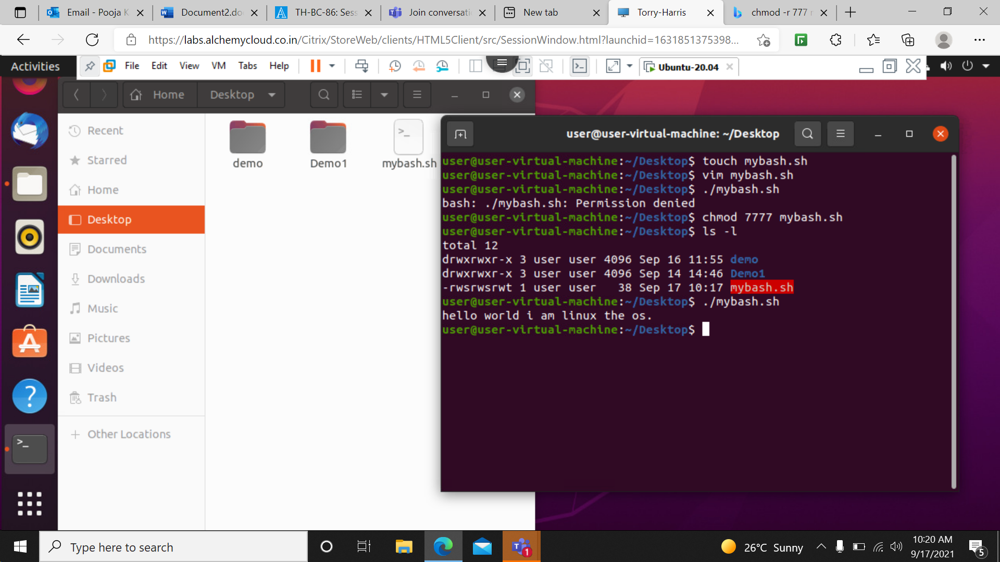 Email - Pooja K
Document2.do
TH-BC-86: Sess
Join conversati
New tab
Torry-Harris
chmod -r 777 r
https://labs.alchemycloud.co.in/Citrix/StoreWeb/clients/HTML5Client/src/SessionWindow.html?launchid=1631851375398...
Activities
File Edit View VM Tabs Help
Ubuntu-20.04
Home Desktop
Recent
Starred
Home
Desktop
Documents
Downloads
Music
Pictures
Videos
Trash
Other Locations
demo Demo1 mybash.sh
user@user-virtual-machine: ~/Desktop
user@user-virtual-machine:~/Desktop$ touch mybash.sh
user@user-virtual-machine:~/Desktop$ vim mybash.sh
user@user-virtual-machine:~/Desktop$ ./mybash.sh
bash: ./mybash.sh: Permission denied
user@user-virtual-machine:~/Desktop$ chmod 7777 mybash.sh
user@user-virtual-machine:~/Desktop$ ls -l
total 12
drwxrwxr-x 3 user user 4096 Sep 16 11:55 demo
drwxrwxr-x 3 user user 4096 Sep 14 14:46 Demo1
-rwsrwsrwt 1 user user   38 Sep 17 10:17 mybash.sh
user@user-virtual-machine:~/Desktop$ ./mybash.sh
hello world i am linux the os.
user@user-virtual-machine:~/Desktop$
Type here to search
1
26°C Sunny
10:20 AM
9/17/2021
5